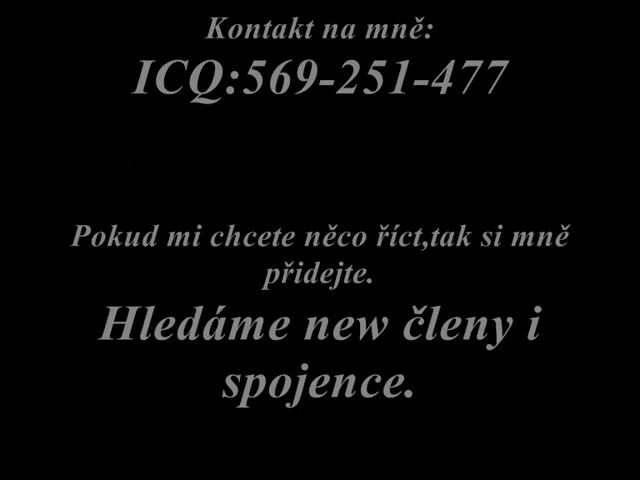 Kontakt na mně:
ICQ:569-251-477
Pokud mi chcete něco říct,tak si mně
přidejte.
Hledáme new členy i
spojence.